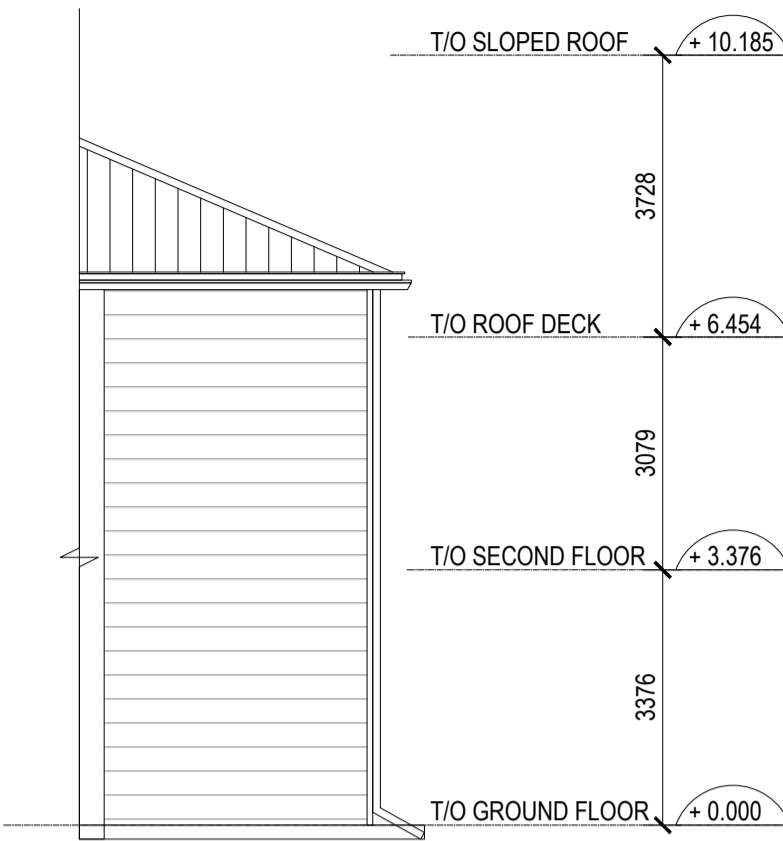 T/O SLOPED ROOF + 10.185
3728
T/O ROOF DECK + 6.454
3079
T/O SECOND FLOOR + 3.376
3376
T/O GROUND FLOOR + 0.000